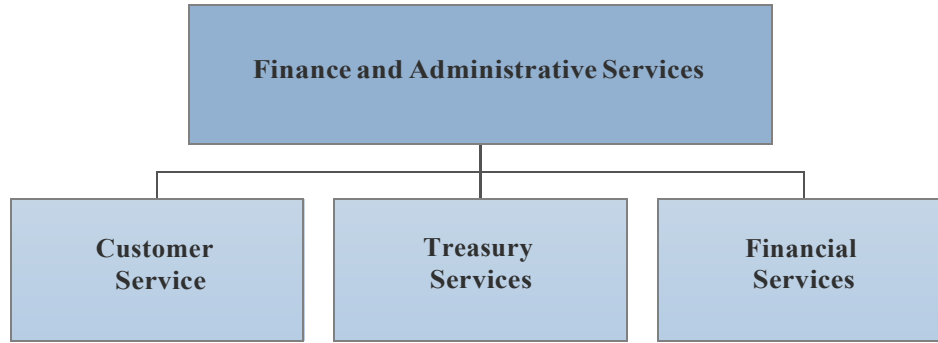 Finance and Administrative Services
Customer
Service
Treasury
Services
Financial
Services